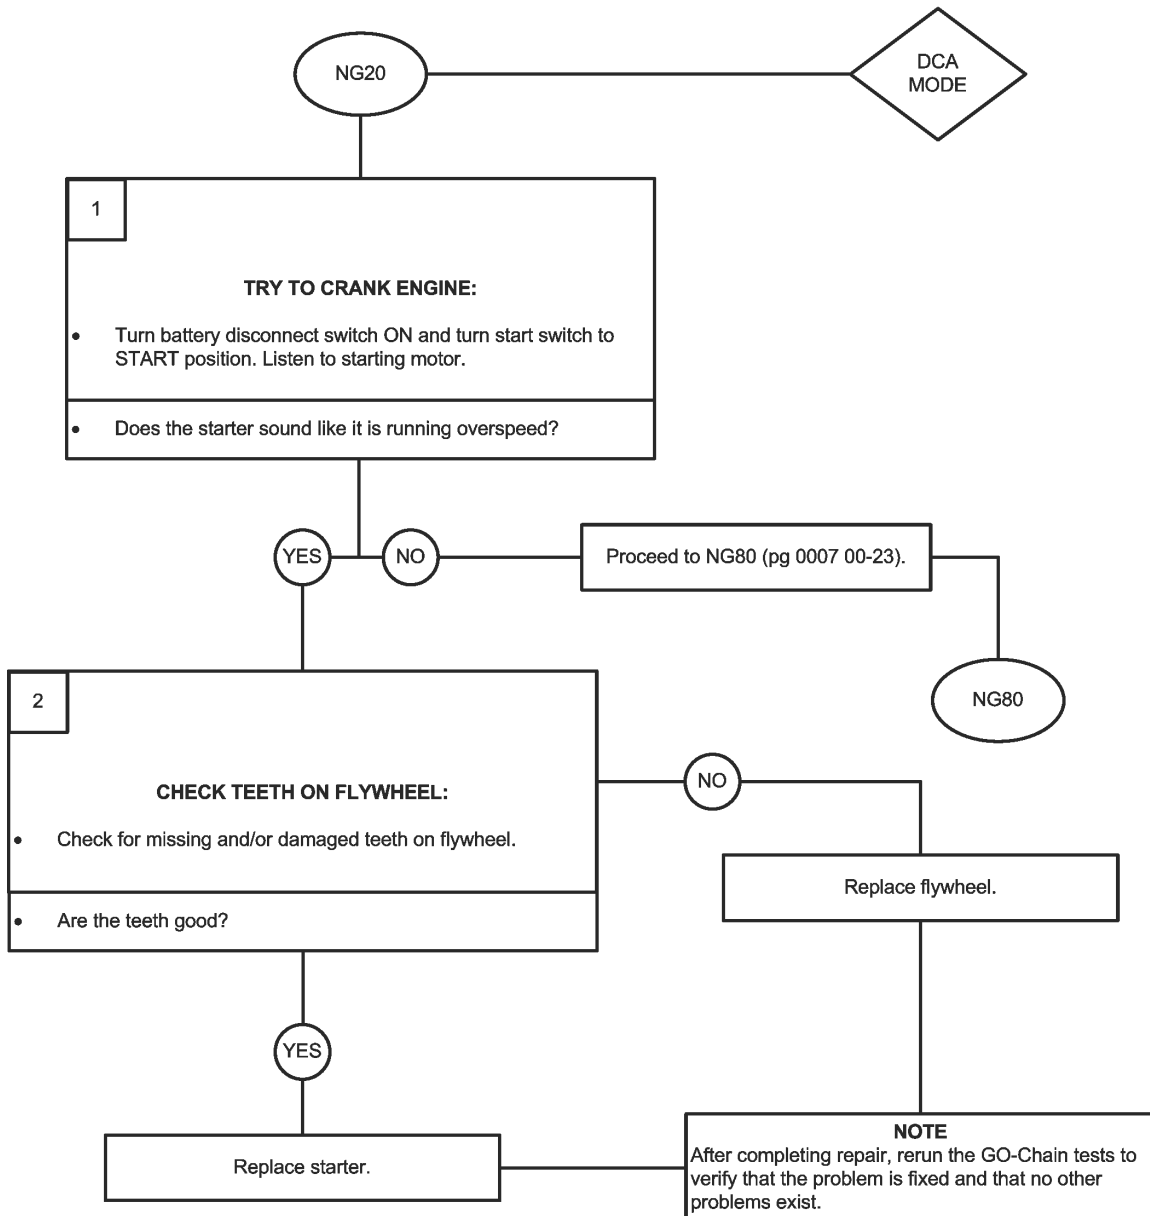 NG20
DCA
MODE
1
TRY TO CRANK ENGINE:
• Turn battery disconnect switch ON and turn start switch to
START position. Listen to starting motor.
• Does the starter sound like it is running overspeed?
YES
NO
Proceed to NG80 (pg 0007 00-23).
NG80
2
CHECK TEETH ON FLYWHEEL:
• Check for missing and/or damaged teeth on flywheel.
• Are the teeth good?
NO
Replace flywheel.
YES
Replace starter.
NOTE
After completing repair, rerun the GO-Chain tests to
verify that the problem is fixed and that no other
problems exist.